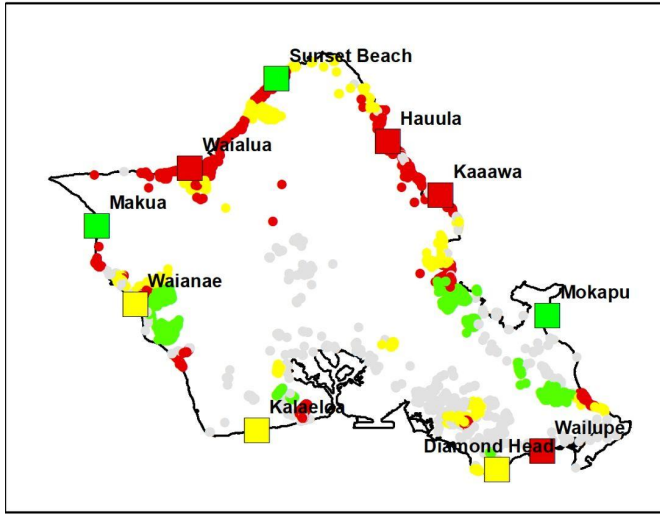 Sunset Beach
Hauula
Waialua
Kaaawa
Makua
Waianae
Mokapu
Kalaeloa
Wailupe
Diamond Head